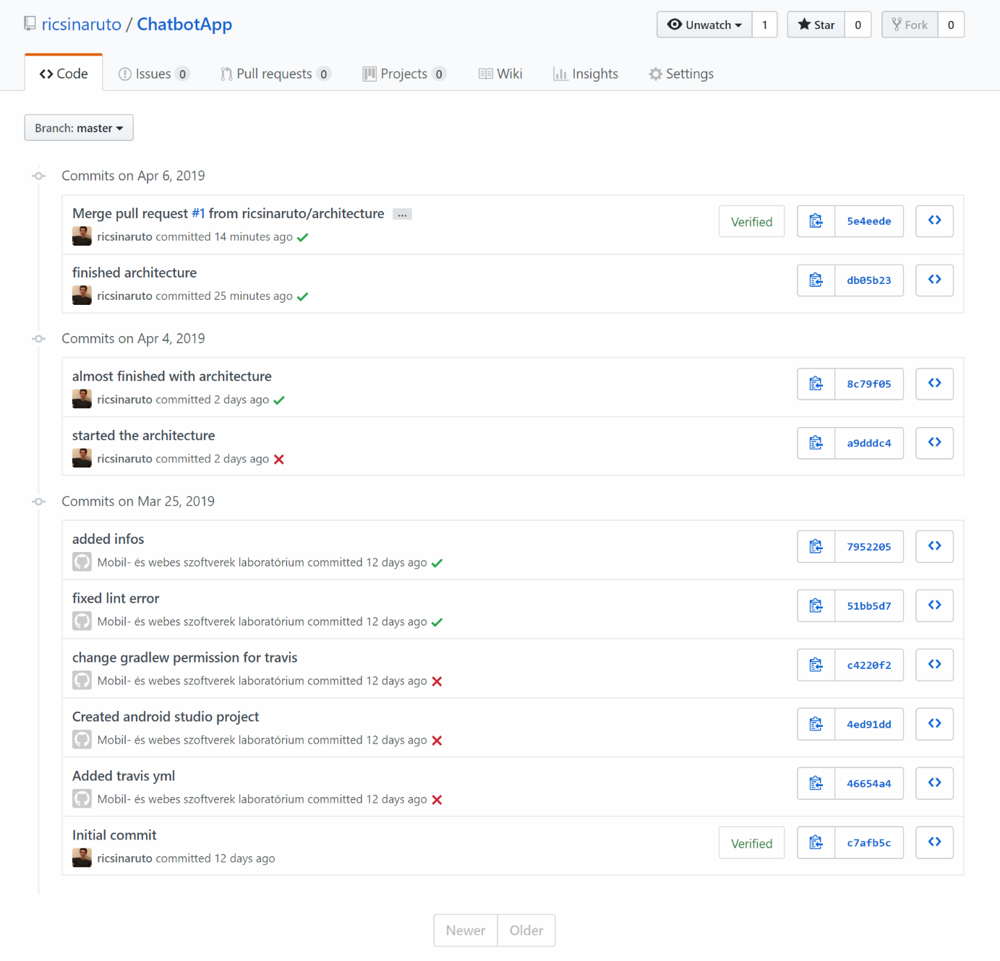 ricsinaruto / ChatbotApp
Unwatch 1 Star 0 Fork 0
Code Issues 0 Pull requests 0 Projects 0 Wiki Insights Settings
Branch: master
Commits on Apr 6, 2019
Merge pull request #1 from ricsinaruto/architecture ...
ricsinaruto committed 14 minutes ago
Verified 5e4eede
finished architecture
ricsinaruto committed 25 minutes ago
db05b23
Commits on Apr 4, 2019
almost finished with architecture
ricsinaruto committed 2 days ago
8c79f05
started the architecture
ricsinaruto committed 2 days ago
a9dddc4
Commits on Mar 25, 2019
added infos
Mobil- és webes szoftverek laboratórium committed 12 days ago
7952205
fixed lint error
Mobil- és webes szoftverek laboratórium committed 12 days ago
51bb5d7
change gradlew permission for travis
Mobil- és webes szoftverek laboratórium committed 12 days ago
c4220f2
Created android studio project
Mobil- és webes szoftverek laboratórium committed 12 days ago
4ed91dd
Added travis yml
Mobil- és webes szoftverek laboratórium committed 12 days ago
46654a4
Initial commit
ricsinaruto committed 12 days ago
Verified c7afb5c
Newer Older